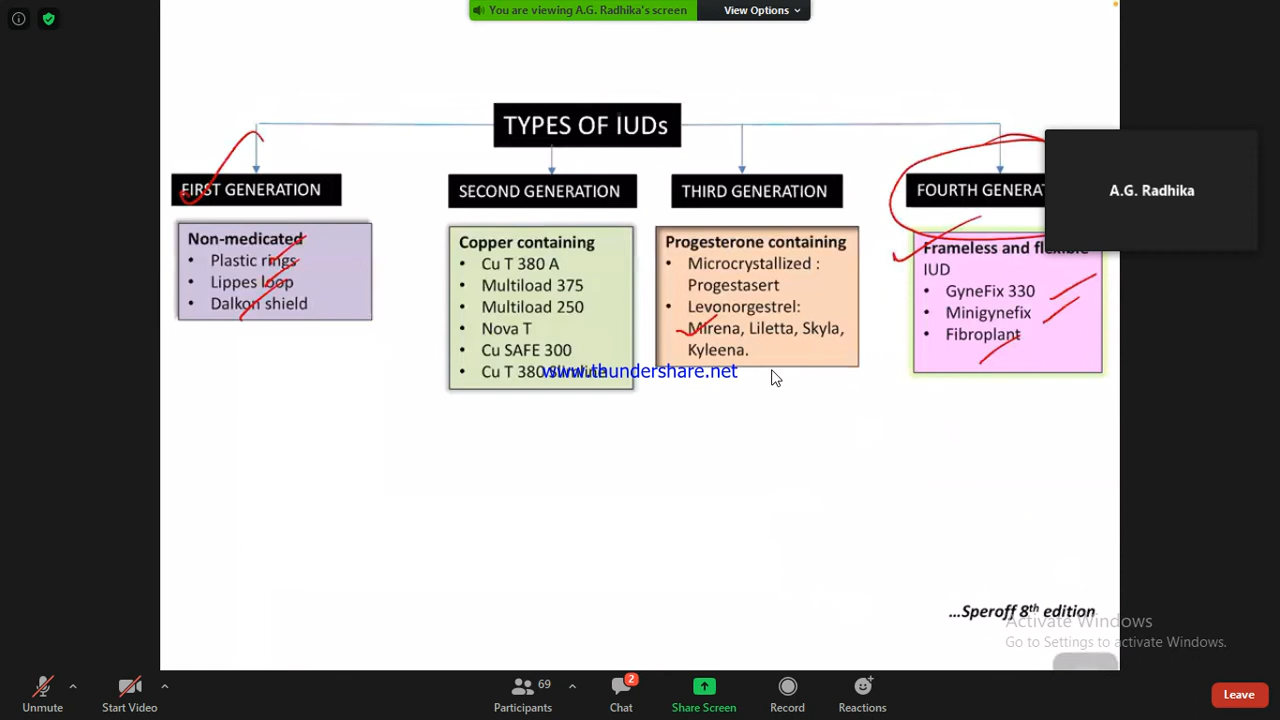 You are viewing A.G. Radhika's screen
View Options
TYPES OF IUDs
FIRST GENERATION
Non-medicated
• Plastic rings
• Lippes loop
• Dalkon shield
SECOND GENERATION
Copper containing
• Cu T 380 A
• Multiload 375
• Multiload 250
• Nova T
• Cu SAFE 300
• Cu T 380 Slimline
THIRD GENERATION
Progesterone containing
• Microcrystallized :
Progestasert
• Levonorgestrel:
Mirena, Liletta, Skyla,
Kyleena.
FOURTH GENERAT
Frameless and flexible
IUD
• GyneFix 330
• Minigynefix
• Fibroplant
A.G. Radhika
www.thundershare.net
...Speroff 8th edition
Activate Windows
Go to Settings to activate Windows.
Unmute
Start Video
69
Participants
2
Chat
Share Screen
Record
Reactions
Leave